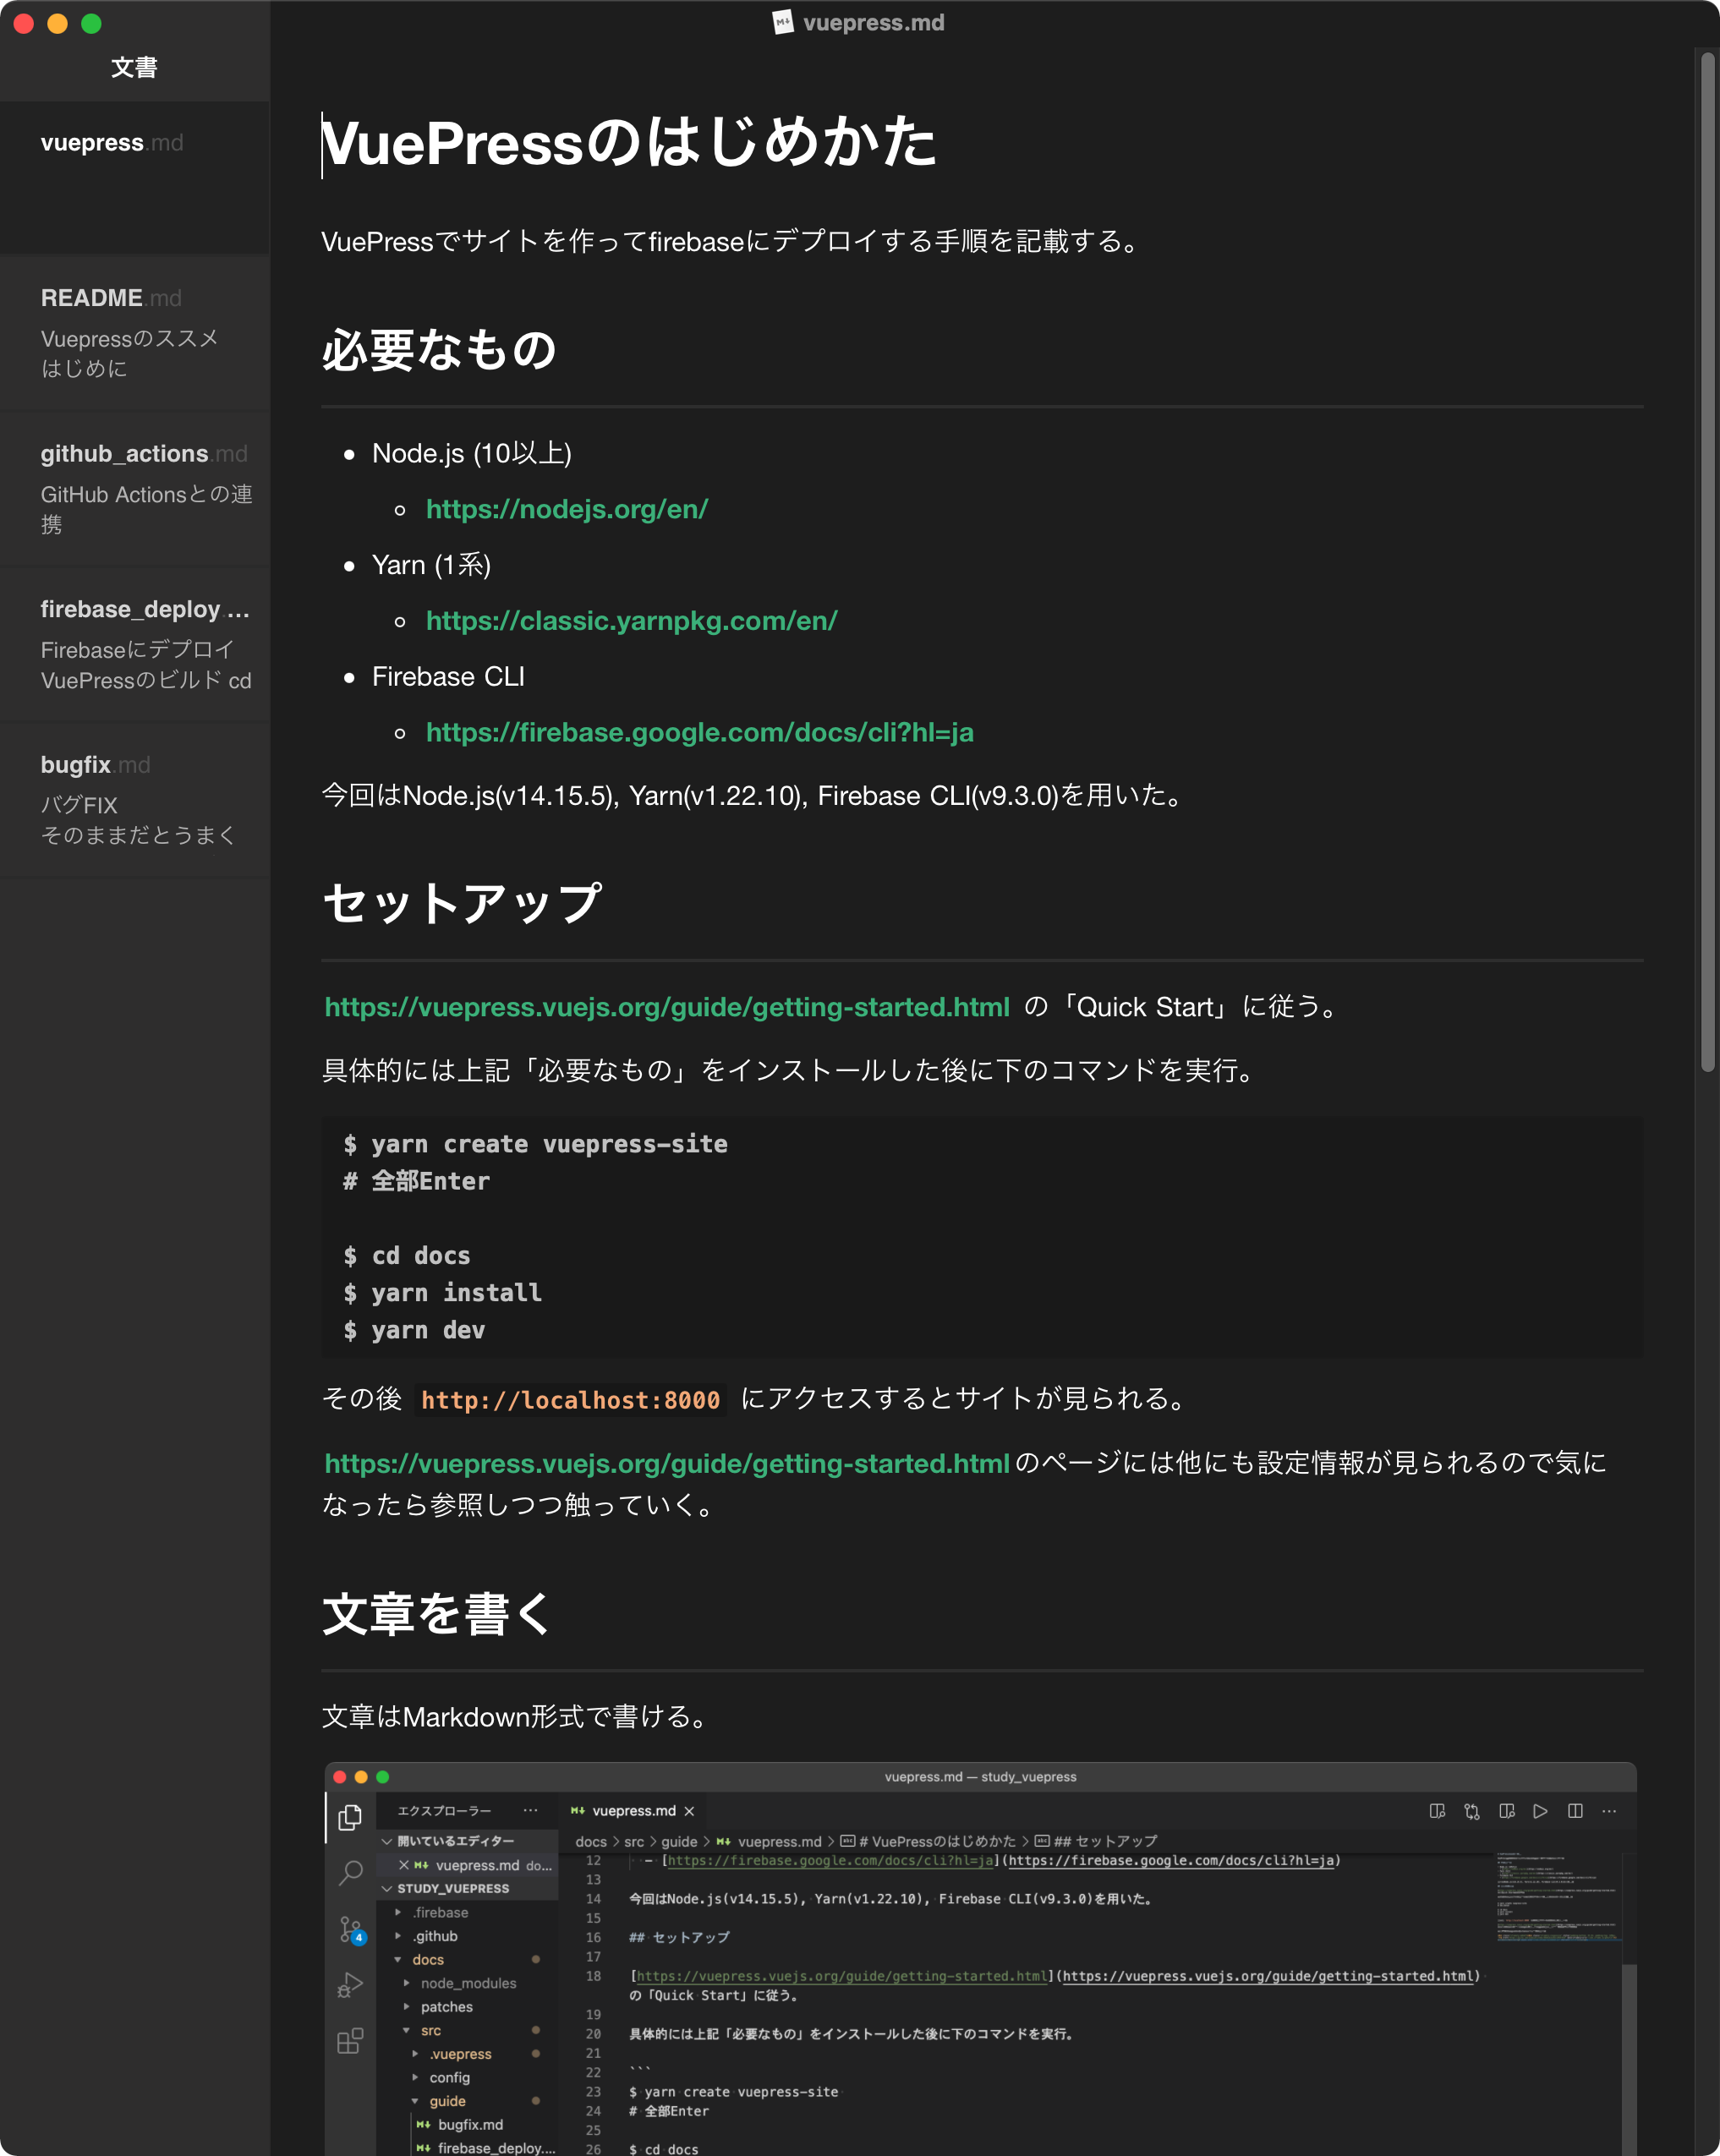 vuepress.md
文書
vuepress.md
README.md
Vuepressのススメ
はじめに
github_actions.md
GitHub Actionsとの連
携
firebase_deploy....
Firebaseにデプロイ
VuePressのビルド cd
bugfix.md
バグFIX
そのままだとうまく
VuePressのはじめかた
VuePressでサイトを作ってfirebaseにデプロイする手順を記載する。
必要なもの
• Node.js (10以上)
◦ https://nodejs.org/en/
• Yarn (1系)
◦ https://classic.yarnpkg.com/en/
• Firebase CLI
◦ https://firebase.google.com/docs/cli?hl=ja
今回はNode.js(v14.15.5), Yarn(v1.22.10), Firebase CLI(v9.3.0)を用いた。
セットアップ
https://vuepress.vuejs.org/guide/getting-started.html の「Quick Start」に従う。
具体的には上記「必要なもの」をインストールした後に下のコマンドを実行。
$ yarn create vuepress-site
# 全部Enter
$ cd docs
$ yarn install
$ yarn dev
その後 http://localhost:8000 にアクセスするとサイトが見られる。
https://vuepress.vuejs.org/guide/getting-started.htmlのページには他にも設定情報が見られるので気に
なったら参照しつつ触っていく。
文章を書く
文章はMarkdown形式で書ける。
vuepress.md — study_vuepress
エクスプローラー ...
開いているエディター
vuepress.md do...
STUDY_VUEPRESS
.firebase
.github
4
docs
node_modules
patches
src
.vuepress
config
guide
bugfix.md
firebase_deploy....
vuepress.md
docs > src > guide > vuepress.md > # VuePressのはじめかた > ## セットアップ
12 - [https://firebase.google.com/docs/cli?hl=ja](https://firebase.google.com/docs/cli?hl=ja)
13
14 今回はNode.js(v14.15.5), Yarn(v1.22.10), Firebase CLI(v9.3.0)を用いた。
15
16 ## セットアップ
17
18 [https://vuepress.vuejs.org/guide/getting-started.html](https://vuepress.vuejs.org/guide/getting-started.html)
の「Quick Start」に従う。
19
20 具体的には上記「必要なもの」をインストールした後に下のコマンドを実行。
21
22 ```
23 $ yarn create vuepress-site
24 # 全部Enter
25
26 $ cd docs